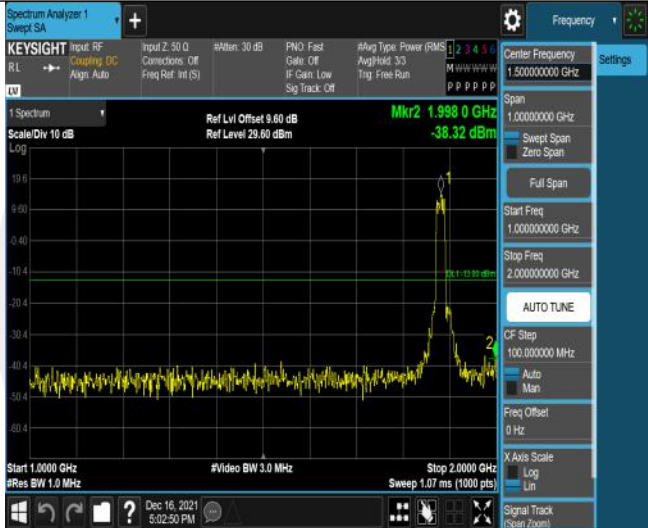 Spectrum Analyzer 1
Swept SA
+
Frequency
KEYSIGHT
RL
LV
Input: RF
Coupling: DC
Align: Auto
Input Z: 50 Ω
Corrections: Off
Freq Ref: Int (S)
#Atten: 30 dB
PNO: Fast
Gate: Off
IF Gain: Low
Sig Track: Off
#Avg Type: Power (RMS
Avg|Hold: 3/3
Trig: Free Run
1 2 3 4 5 6
M W W W W W
P P P P P P
1 Spectrum
Scale/Div 10 dB
Log
Ref Lvl Offset 9.60 dB
Ref Level 29.60 dBm
Mkr2 1.998 0 GHz
-38.32 dBm
19.6
9.60
-0.40
-10.4
-20.4
-30.4
-40.4
-50.4
-60.4
1
DL1 -13.00 dBm
2
Start 1.0000 GHz
#Res BW 1.0 MHz
#Video BW 3.0 MHz
Stop 2.0000 GHz
Sweep 1.07 ms (1000 pts)
Center Frequency
1.500000000 GHz
Settings
Span
1.00000000 GHz
Swept Span
Zero Span
Full Span
Start Freq
1.000000000 GHz
Stop Freq
2.000000000 GHz
AUTO TUNE
CF Step
100.000000 MHz
Auto
Man
Freq Offset
0 Hz
X Axis Scale
Log
Lin
Signal Track
(Span Zoom)
?
Dec 16, 2021
5:02:50 PM